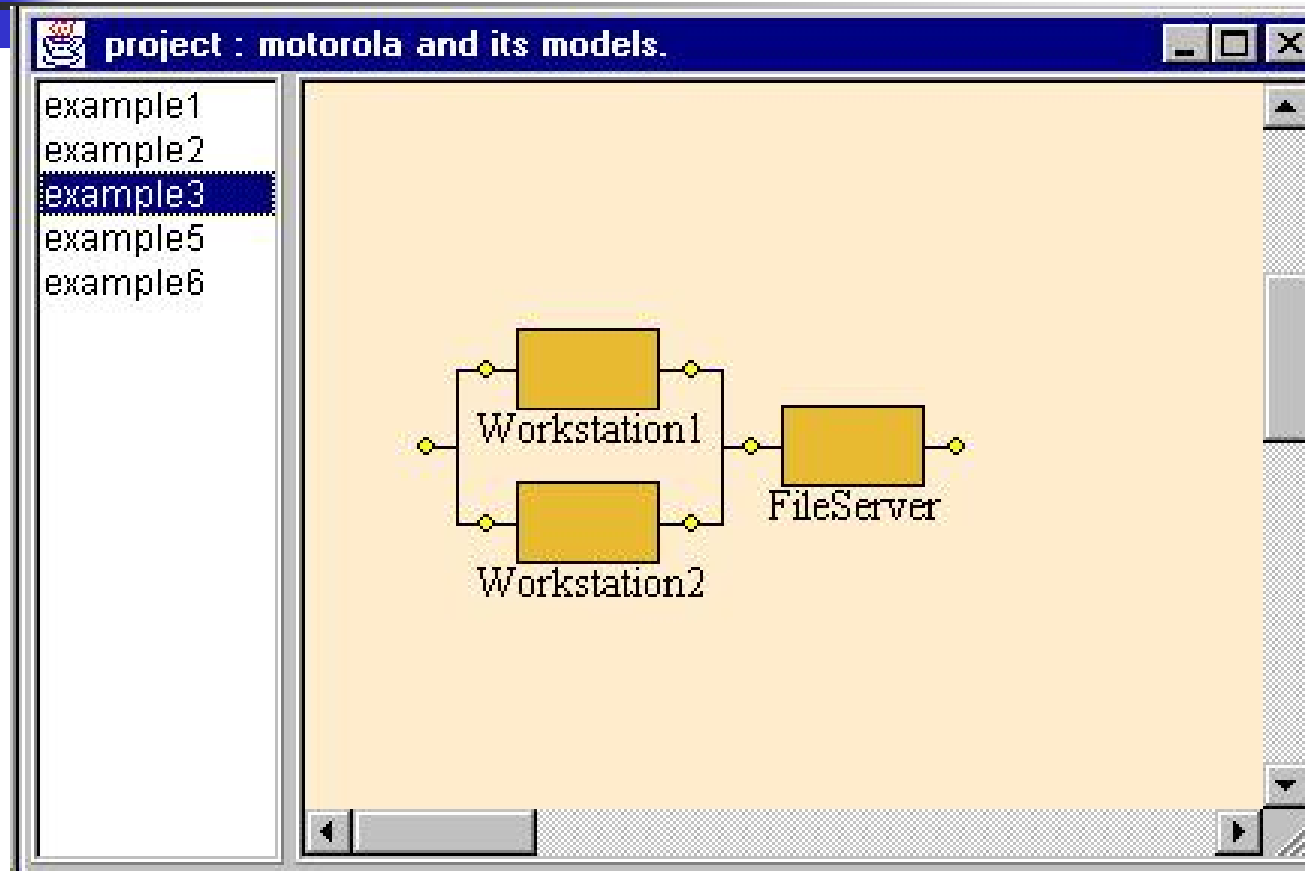 project : motorola and its models.
example1
example2
example3
example5
example6
Workstation1
FileServer
Workstation2